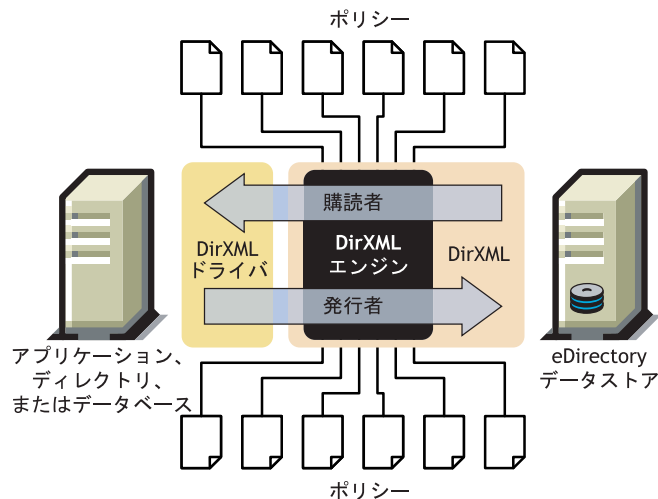 ポリシー
購読者
DirXML
ドライバ
DirXML
エンジン
DirXML
発行者
アプリケーション、
ディレクトリ、
またはデータベース
eDirectory
データストア
ポリシー